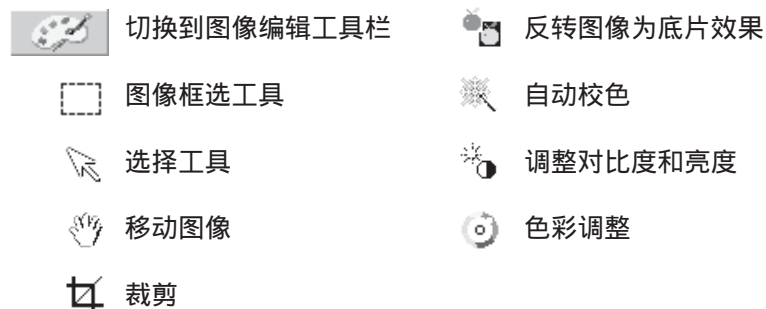 切换到图像编辑工具栏
图像框选工具
选择工具
移动图像
裁剪
反转图像为底片效果
自动校色
调整对比度和亮度
色彩调整